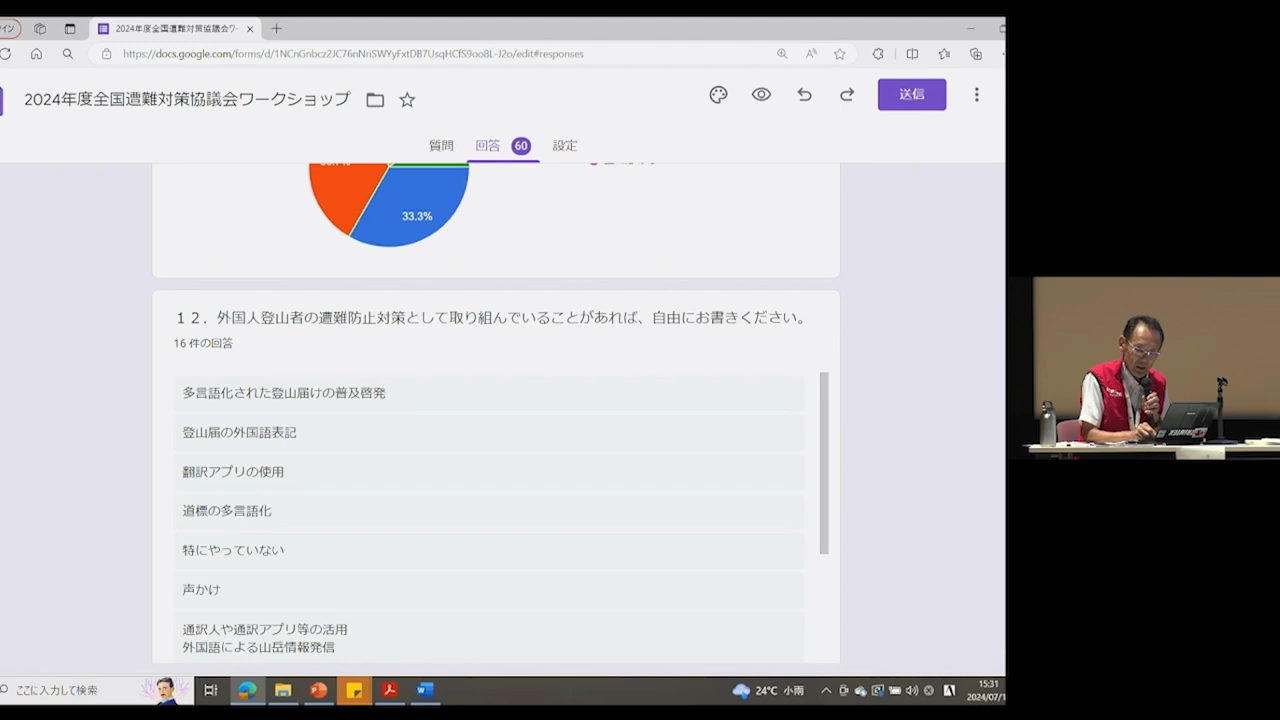 2024年度全国遭難対策協議会ワ
https://docs.google.com/forms/d/1NCnGnbcz2JC76nNriSWYyFxtDB7UsqHCfS9oo8L-J2o/edit#responses
2024年度全国遭難対策協議会ワークショップ
送信
質問 回答 60 設定
33.3%
１２．外国人登山者の遭難防止対策として取り組んでいることがあれば、自由にお書きください。
16 件の回答
多言語化された登山届けの普及啓発
登山届の外国語表記
翻訳アプリの使用
道標の多言語化
特にやっていない
声かけ
通訳人や通訳アプリ等の活用
外国語による山岳情報発信
ここに入力して検索
24°C 小雨
15:31
2024/07/1